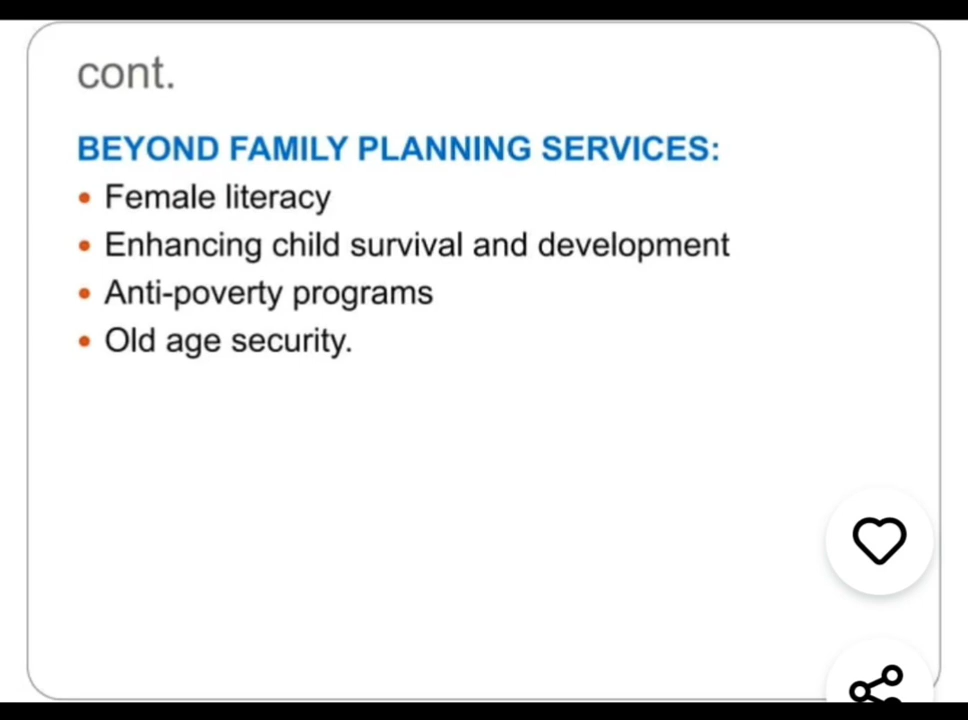 cont.
BEYOND FAMILY PLANNING SERVICES:
• Female literacy
• Enhancing child survival and development
• Anti-poverty programs
• Old age security.